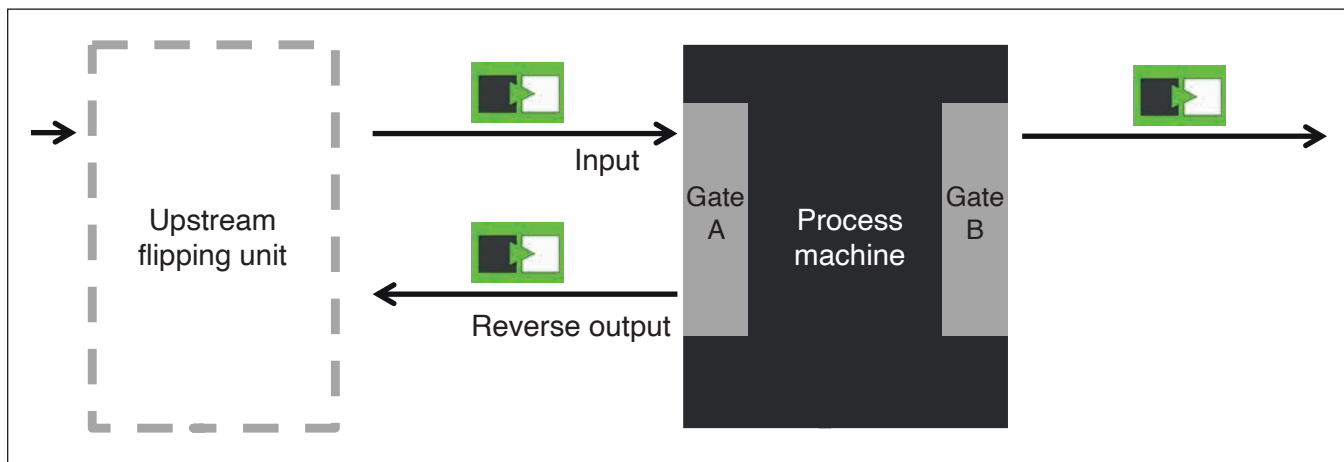 Input
Upstream
flipping unit
Gate
A
Process
machine
Gate
B
Reverse output